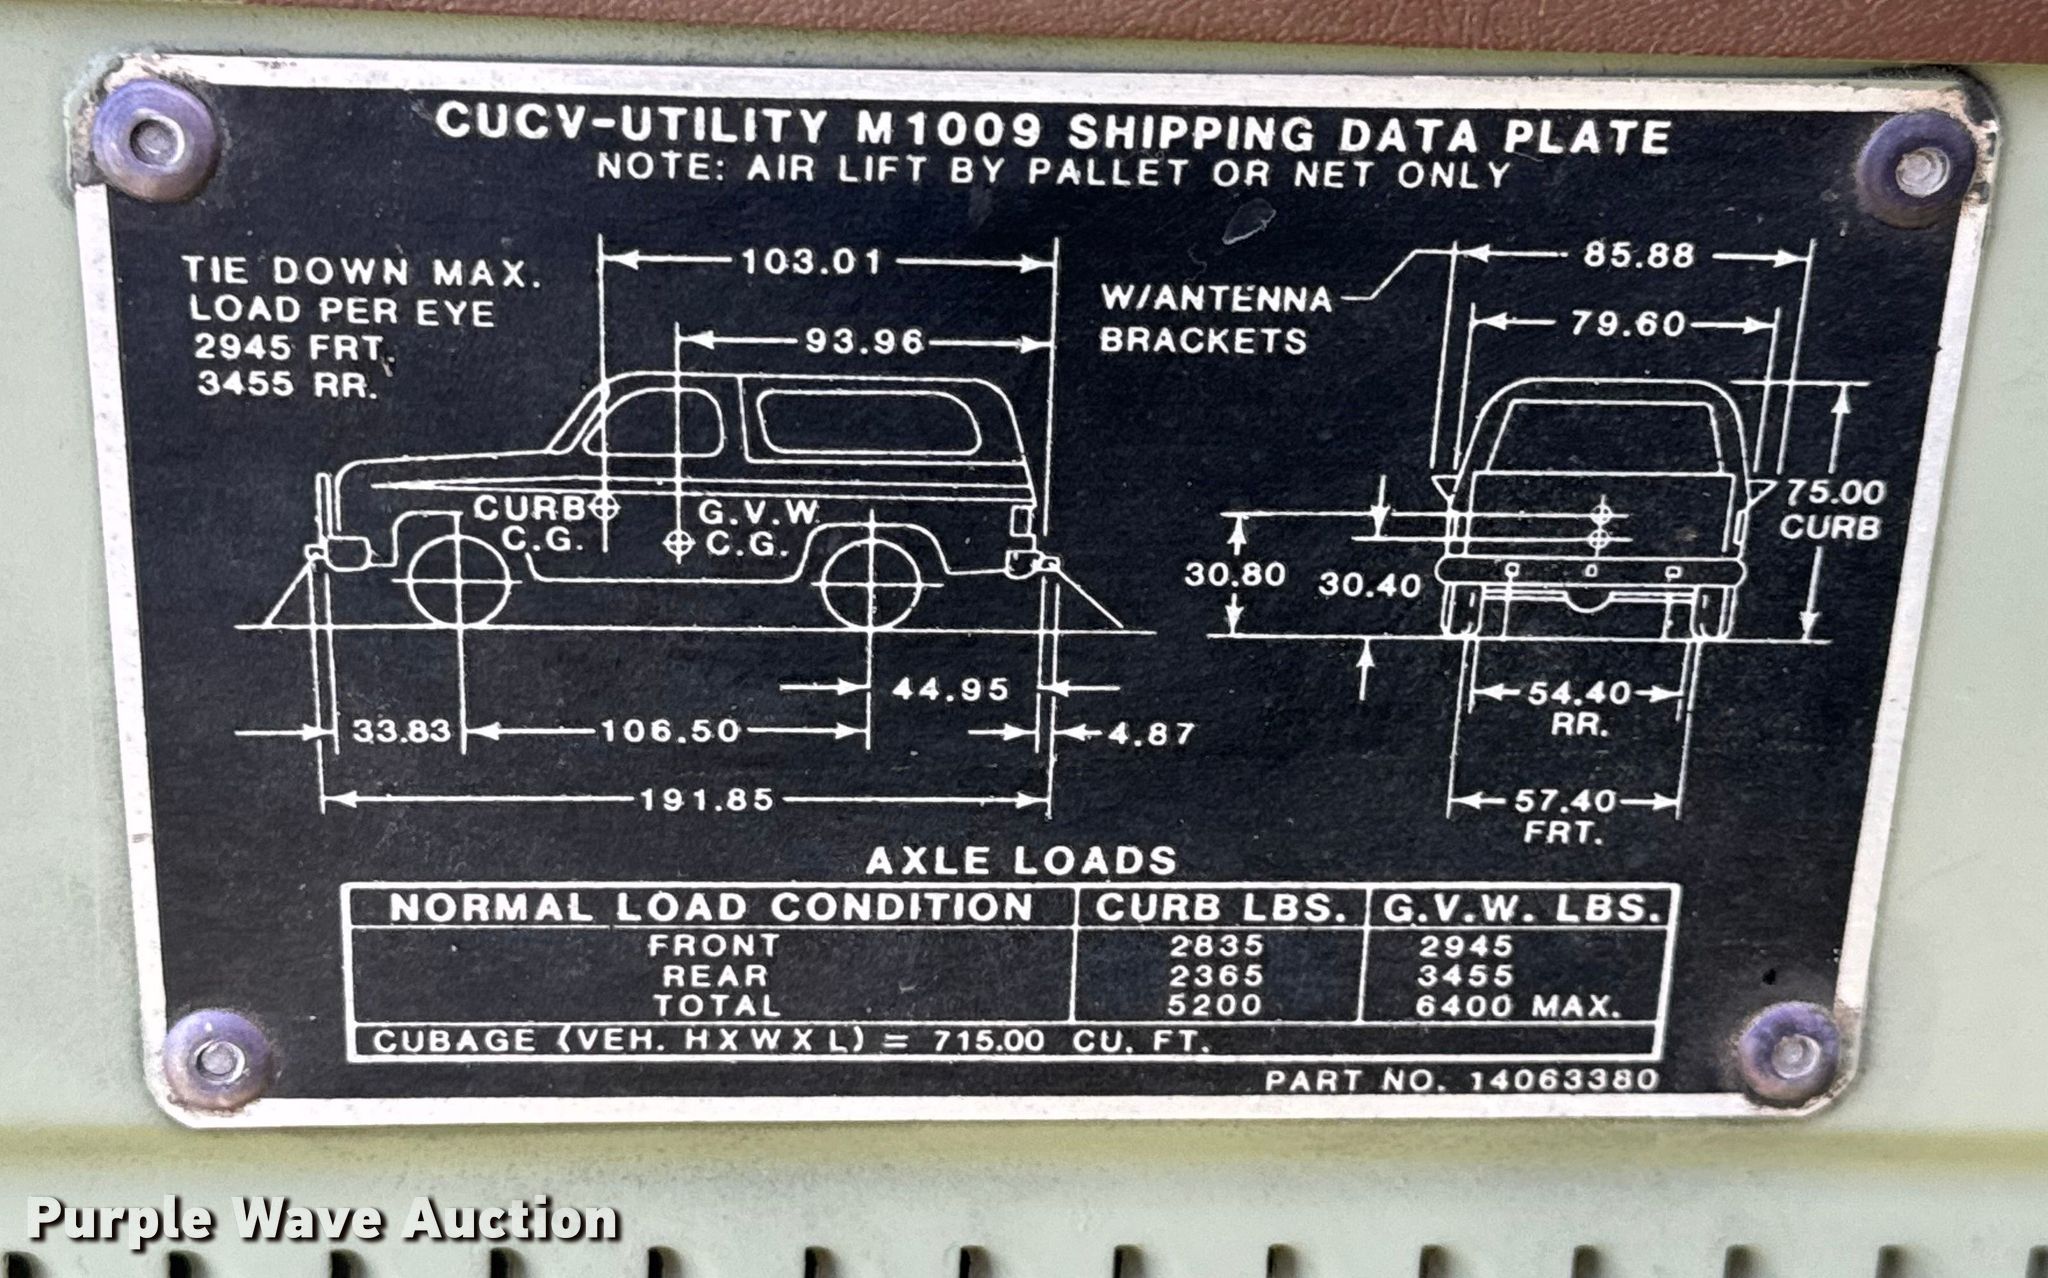 CUCV-UTILITY M1009 SHIPPING DATA PLATE
NOTE: AIR LIFT BY PALLET OR NET ONLY
TIE DOWN MAX.
LOAD PER EYE
2945 FRT.
3455 RR.
103.01
93.96
CURB
C.G.
G.V.W.
C.G.
33.83
106.50
44.95
4.87
191.85
W/ANTENNA
BRACKETS
85.88
79.60
75.00
CURB
30.80
30.40
54.40
RR.
57.40
FRT.
AXLE LOADS
NORMAL LOAD CONDITION CURB LBS. G.V.W. LBS.
FRONT 2835 2945
REAR 2365 3455
TOTAL 5200 6400 MAX.
CUBAGE (VEH. H X W X L) = 715.00 CU. FT.
PART NO. 14063380
Purple Wave Auction